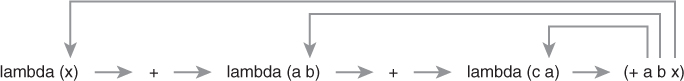 lambda (x) + lambda (a b) + lambda (c a) (+ a b x)